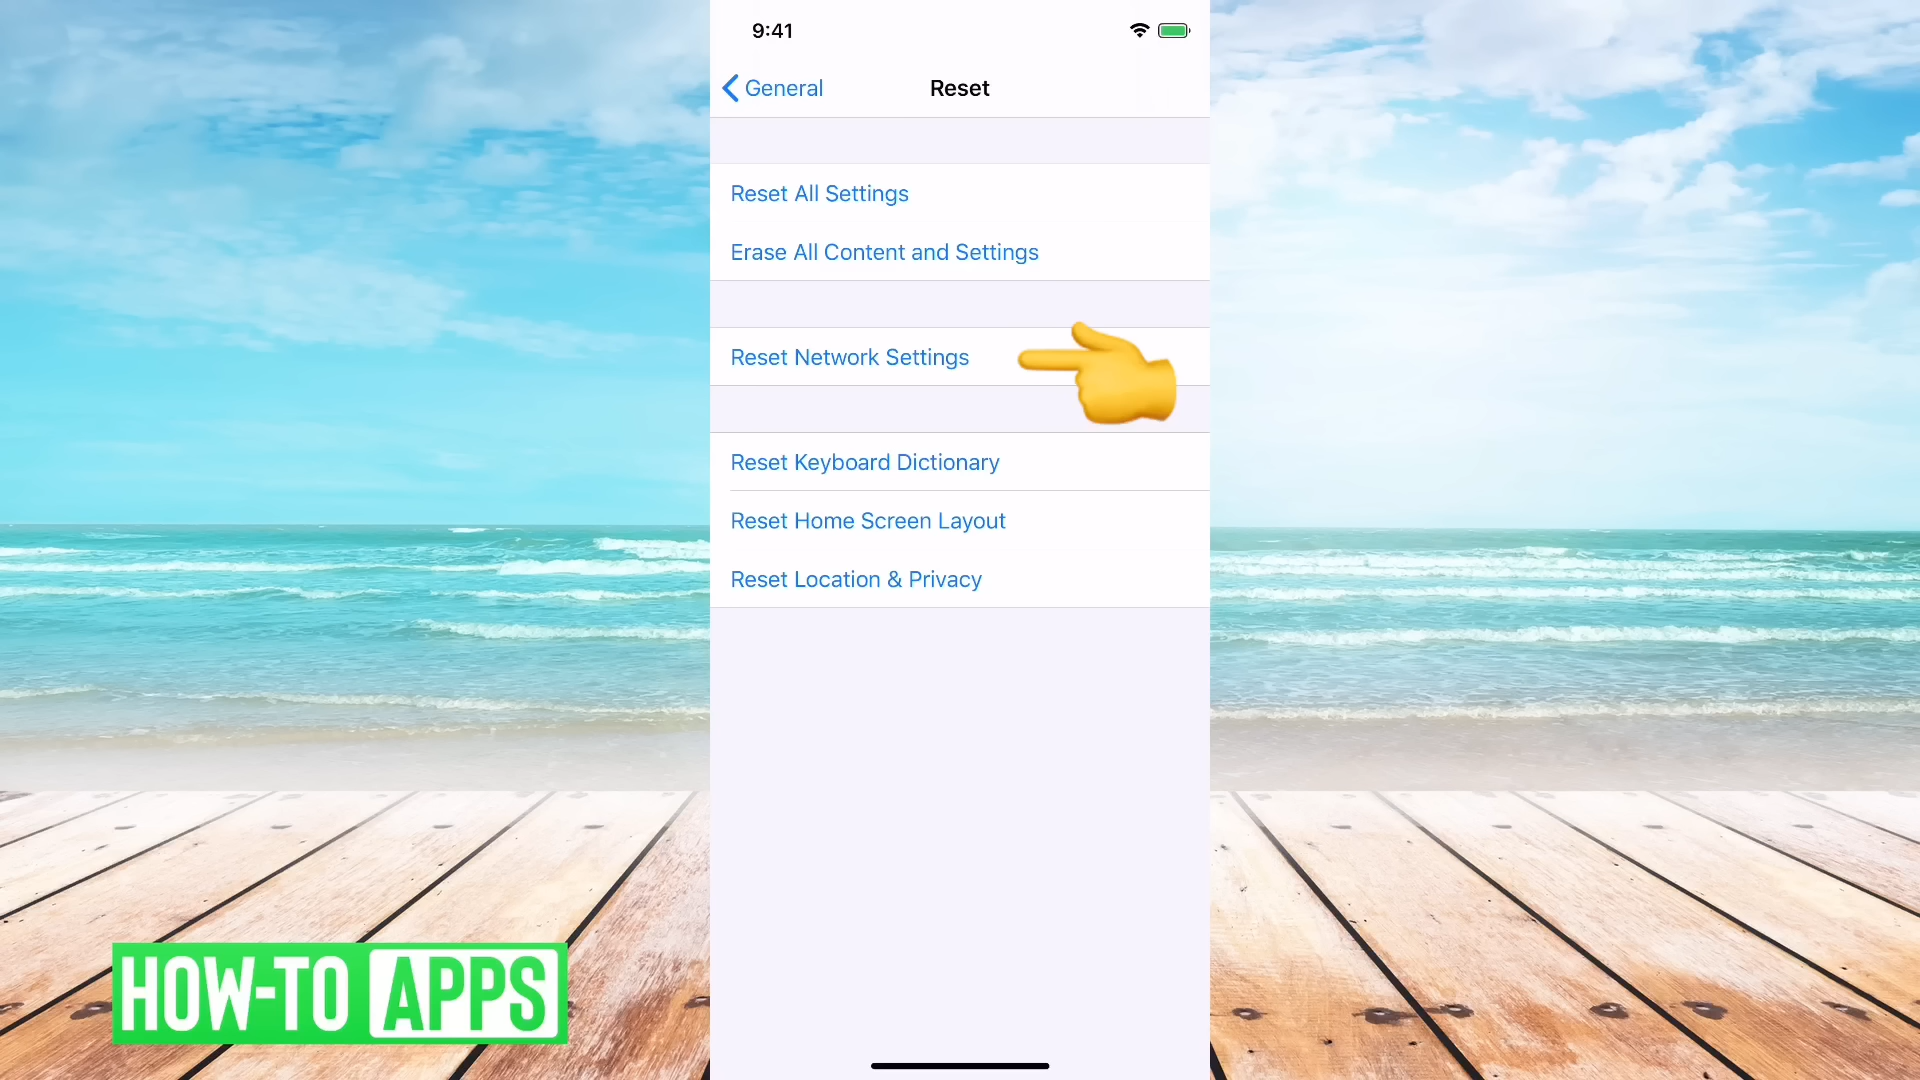 9:41
General
Reset
Reset All Settings
Erase All Content and Settings
Reset Network Settings
Reset Keyboard Dictionary
Reset Home Screen Layout
Reset Location & Privacy
HOW-TO APPS